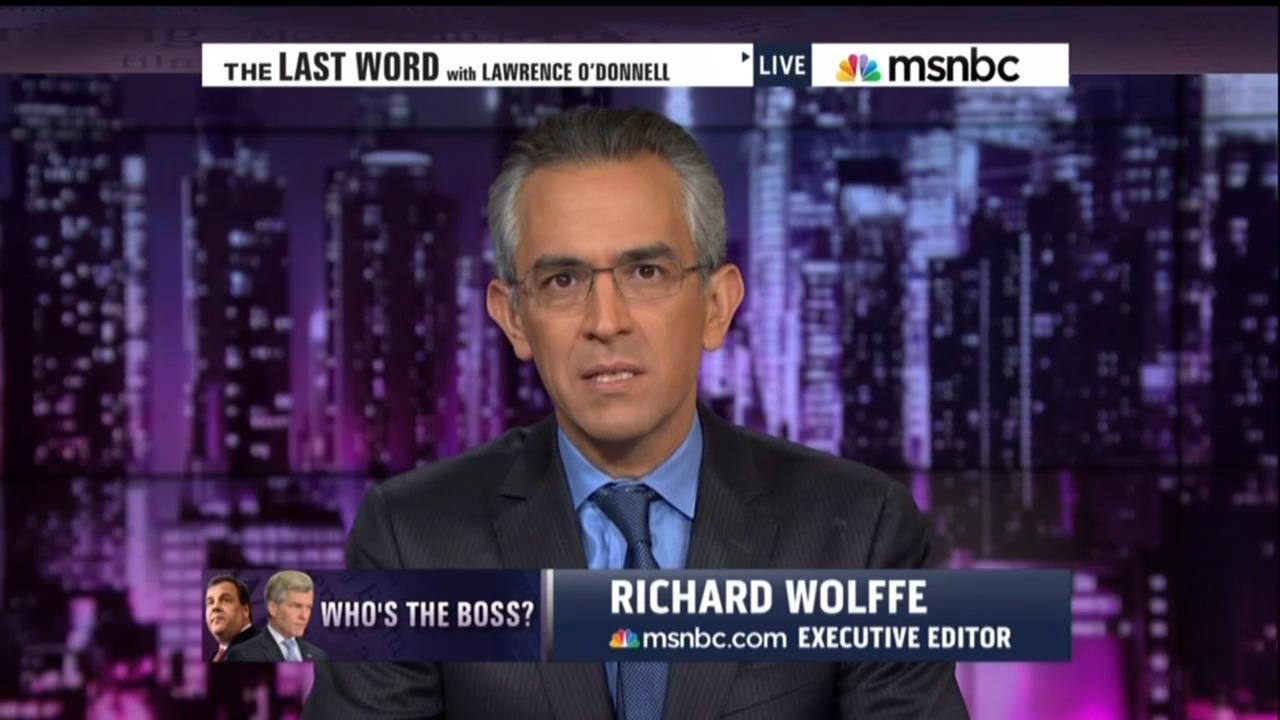 THE LAST WORD with LAWRENCE O'DONNELL
LIVE
msnbc
WHO'S THE BOSS?
RICHARD WOLFFE
msnbc.com EXECUTIVE EDITOR